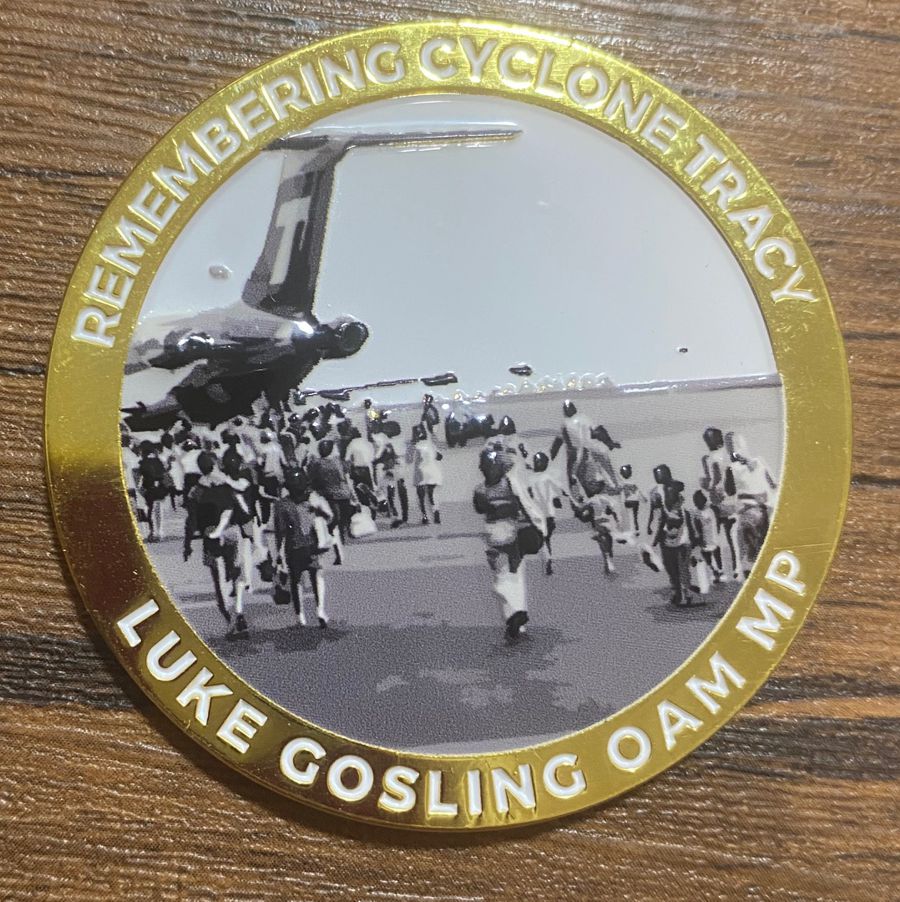 REMEMBERING CYCLONE TRACY
LUKE GOSLING OAM MP